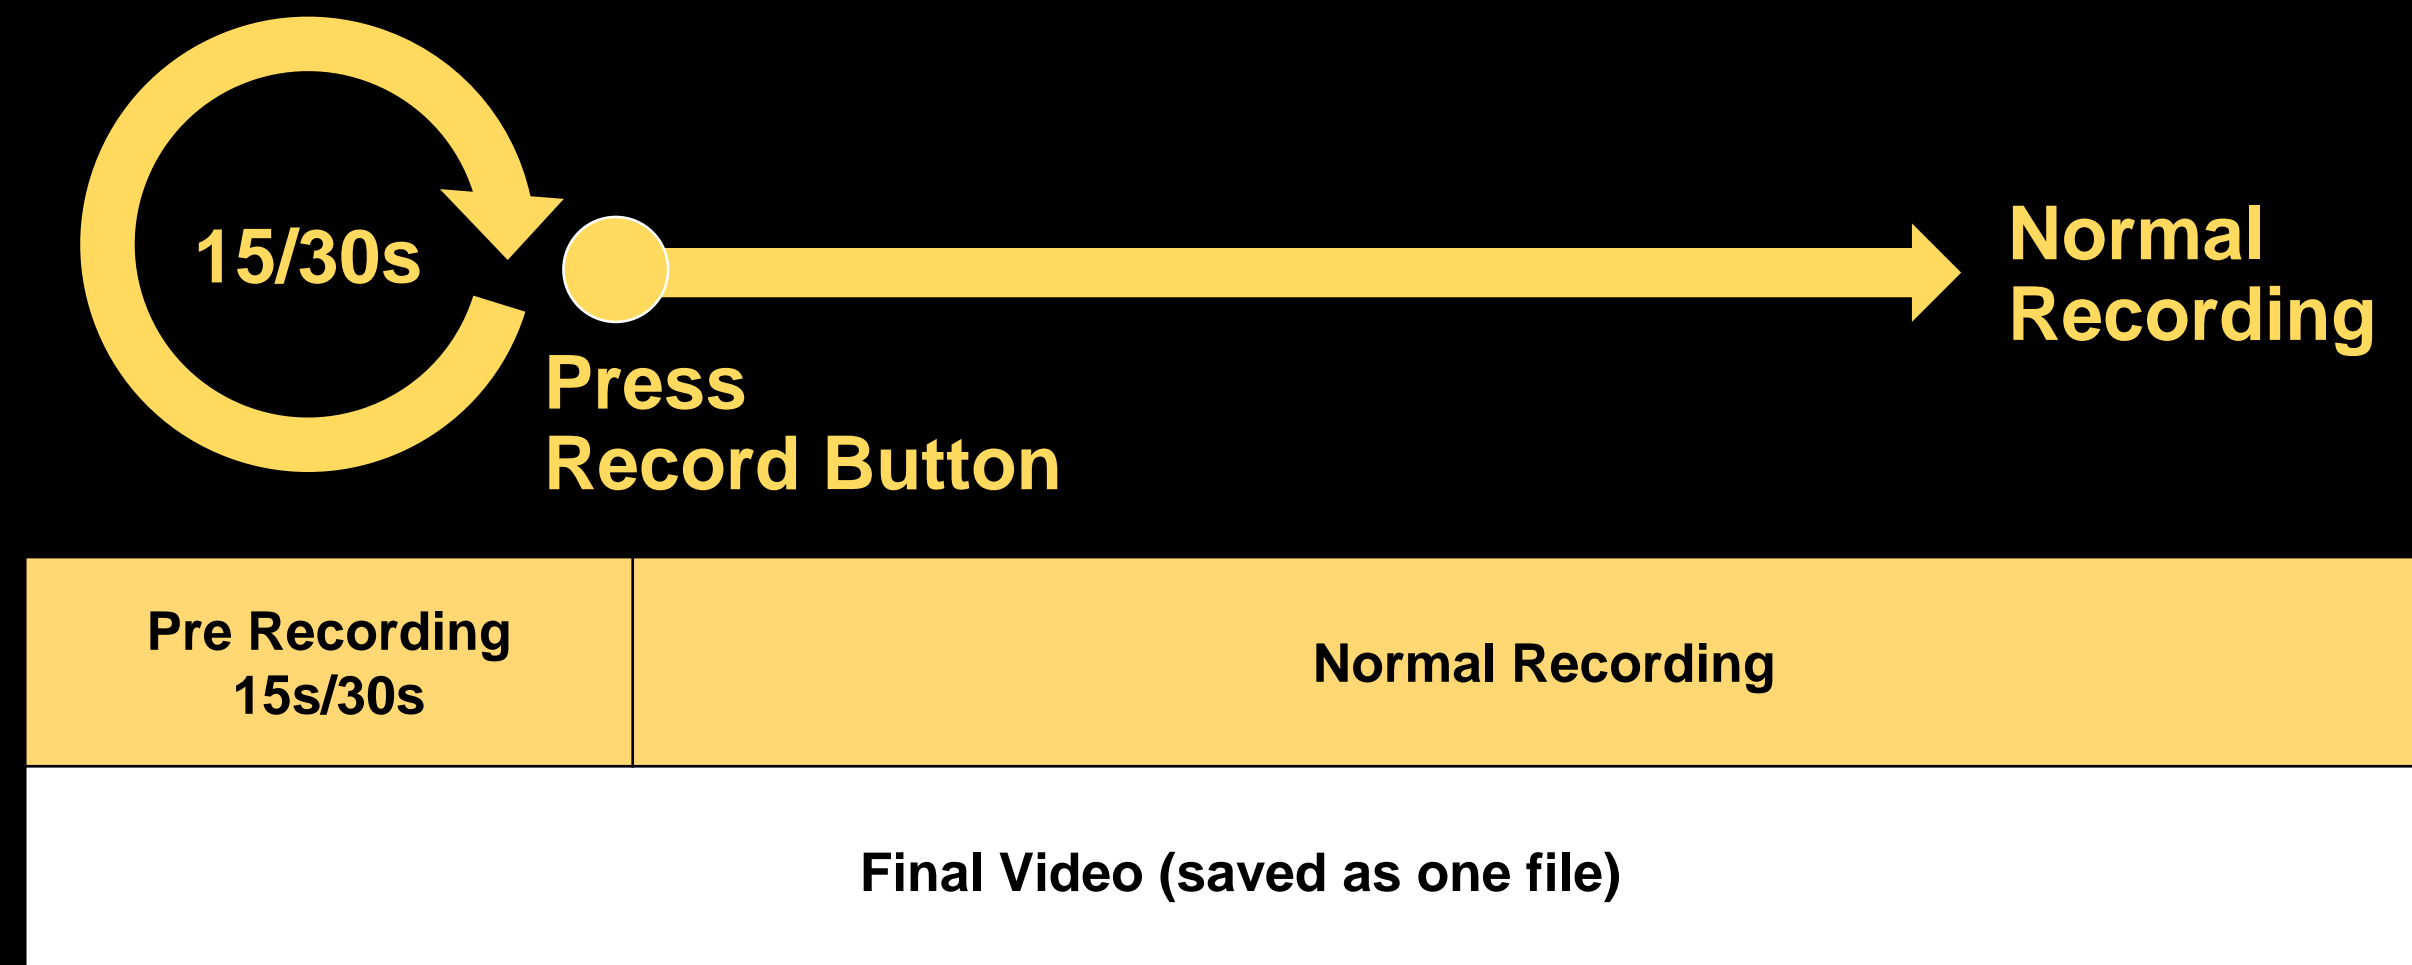 15/30s
Normal
Recording
Press
Record Button
Pre Recording
15s/30s
Normal Recording
Final Video (saved as one file)